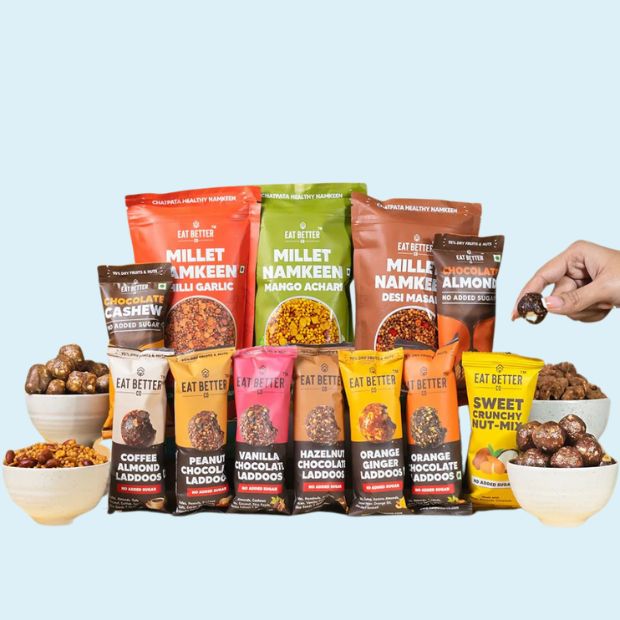 CHATPATA HEALTHY NAMKEEN
EAT BETTER
CO
MILLET
NAMKEEN
CHILLI GARLIC
CHATPATA HEALTHY NAMKEEN
EAT BETTER
CO
MILLET
NAMKEEN
MANGO ACHARI
CHATPATA HEALTHY NAMKEEN
EAT BETTER
CO
MILLET
NAMKEEN
DESI MASALA
EAT BETTER
CO
CHOCOLATE
CASHEW
NO ADDED SUGAR
EAT BETTER
CO
CHOCOLATE
ALMOND
NO ADDED SUGAR
EAT BETTER
CO
COFFEE
ALMOND
LADDOOS
NO ADDED SUGAR
EAT BETTER
CO
PEANUT
CHOCOLATE
LADDOOS
NO ADDED SUGAR
EAT BETTER
CO
VANILLA
CHOCOLATE
LADDOOS
NO ADDED SUGAR
EAT BETTER
CO
HAZELNUT
CHOCOLATE
LADDOOS
NO ADDED SUGAR
EAT BETTER
CO
ORANGE
GINGER
LADDOOS
NO ADDED SUGAR
EAT BETTER
CO
ORANGE
CHOCOLATE
LADDOOS
NO ADDED SUGAR
EAT BETTER
CO
SWEET
CRUNCHY
NUT-MIX
NO ADDED SUGAR